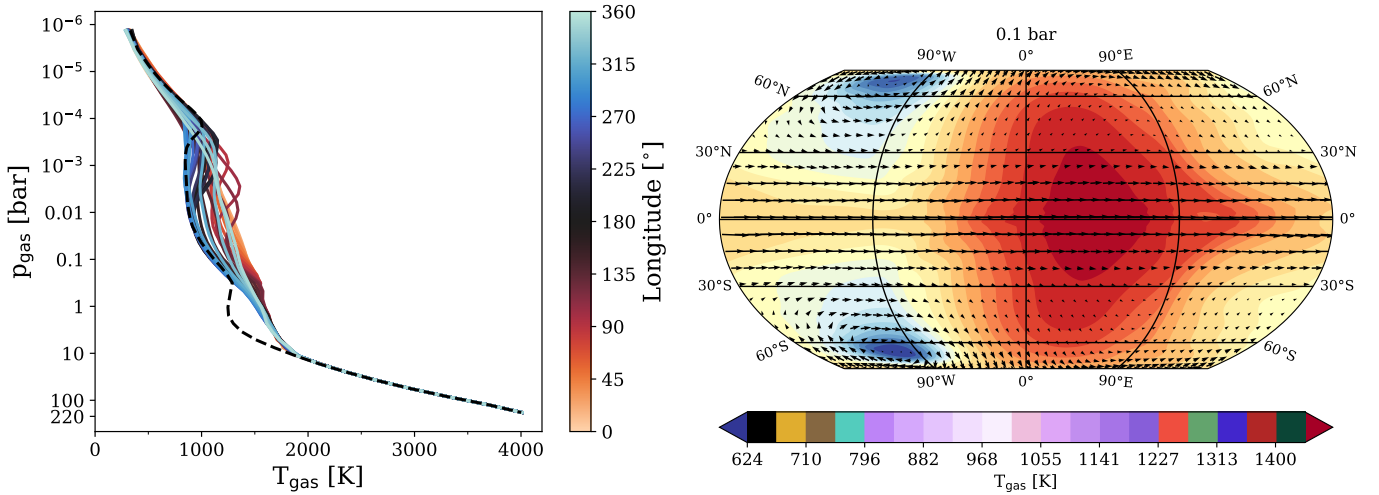 10⁻⁶
10⁻⁵
10⁻⁴
10⁻³
0.01
0.1
1
10
100
220
p_gas [bar]
0
1000
2000
3000
4000
T_gas [K]
360
315
270
225
180
135
90
45
0
Longitude [°]
0.1 bar
90°W 0° 90°E
60°N 60°N
30°N 30°N
0° 0°
30°S 30°S
60°S 60°S
90°W 0° 90°E
624 710 796 882 968 1055 1141 1227 1313 1400
T_gas [K]